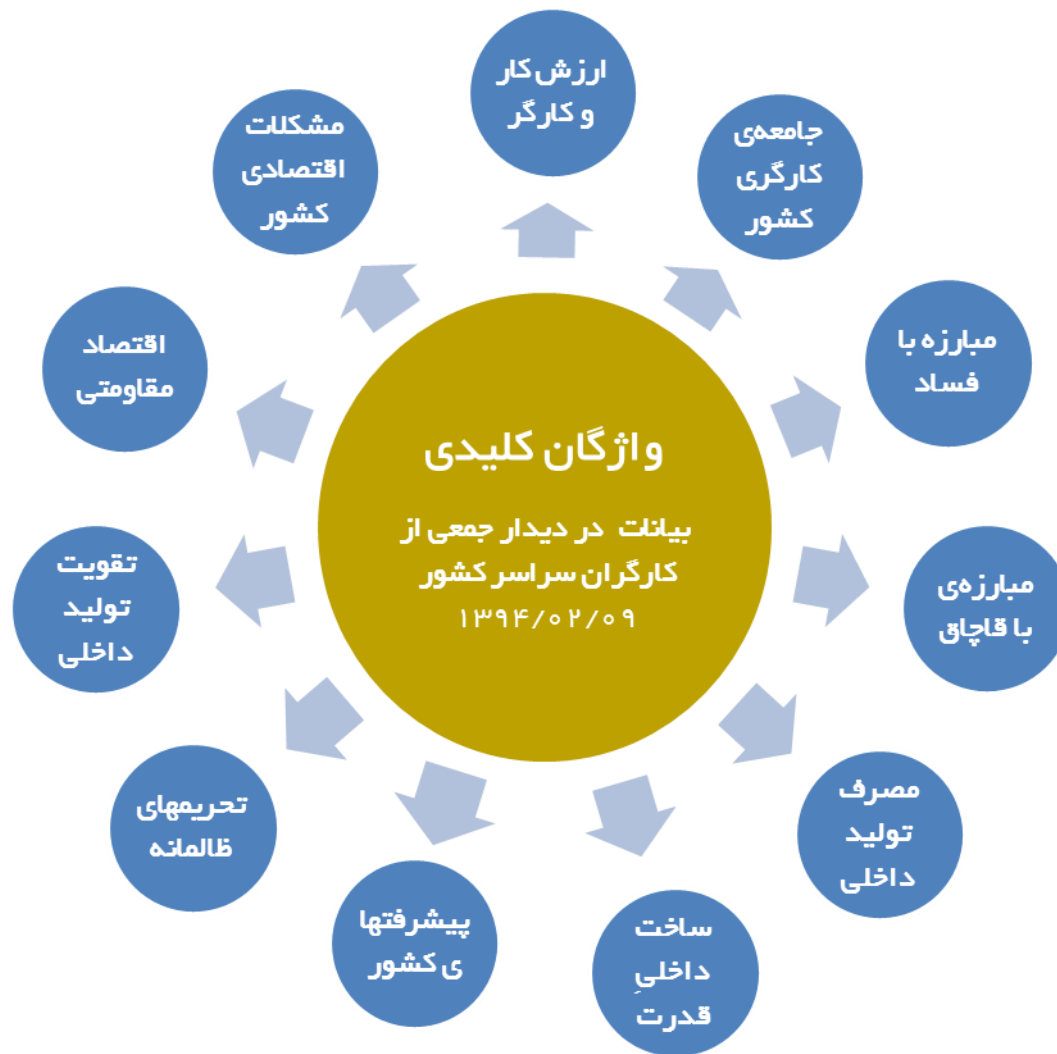 واژگان کلیدی
بیانات در دیدار جمعی از
کارگران سراسر کشور
۱۳۹۴/۰۲/۰۹
ارزش کار
و کارگر
جامعه‌ی
کارگری
کشور
مبارزه با
فساد
مبارزه‌ی
با قاچاق
مصرف
تولید
داخلی
ساخت
داخلیِ
قدرت
پیشرفتها
ی کشور
تحریمهای
ظالمانه
تقویت
تولید
داخلی
اقتصاد
مقاومتی
مشکلات
اقتصادی
کشور